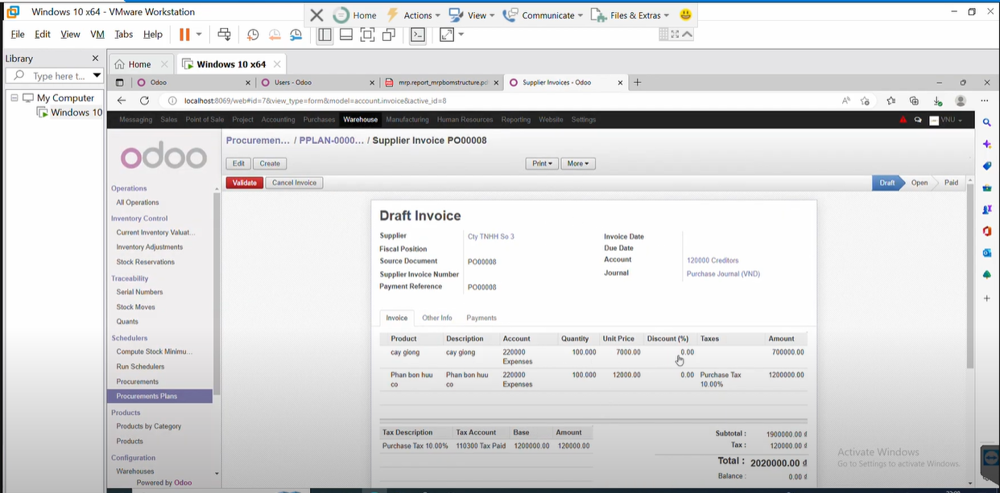 Windows 10 x64 - VMware Workstation
Home Actions View Communicate Files & Extras
File Edit View VM Tabs Help
Library
Type here t...
My Computer
Windows 10
Home Windows 10 x64
Odoo Users - Odoo mrp.report_mrpbomstructure.pd Supplier Invoices - Odoo
localhost:8069/web#id=7&view_type=form&model=account.invoice&active_id=8
Messaging Sales Point of Sale Project Accounting Purchases Warehouse Manufacturing Human Resources Reporting Website Settings VNU
odoo
Procuremen... / PPLAN-0000... / Supplier Invoice PO00008
Edit Create Print More
Validate Cancel Invoice Draft Open Paid
Operations
All Operations
Inventory Control
Current Inventory Valuat...
Inventory Adjustments
Stock Reservations
Traceability
Serial Numbers
Stock Moves
Quants
Schedulers
Compute Stock Minimu...
Run Schedulers
Procurements
Procurements Plans
Products
Products by Category
Products
Configuration
Warehouses
Powered by Odoo
Draft Invoice
Supplier Cty TNHH So 3 Invoice Date
Fiscal Position Due Date
Source Document PO00008 Account 120000 Creditors
Supplier Invoice Number Journal Purchase Journal (VND)
Payment Reference PO00008
Invoice Other Info Payments
Product Description Account Quantity Unit Price Discount (%) Taxes Amount
cay giong cay giong 220000 100.000 7000.00 0.00 700000.00
Expenses
Phan bon huu Phan bon huu 220000 100.000 12000.00 0.00 Purchase Tax 1200000.00
co co Expenses 10.00%
Tax Description Tax Account Base Amount
Purchase Tax 10.00% 110300 Tax Paid 1200000.00 120000.00
Subtotal : 1900000.00 đ
Tax : 120000.00 đ
Total : 2020000.00 đ
Balance : 0.00 đ
Activate Windows
Go to Settings to activate Windows.